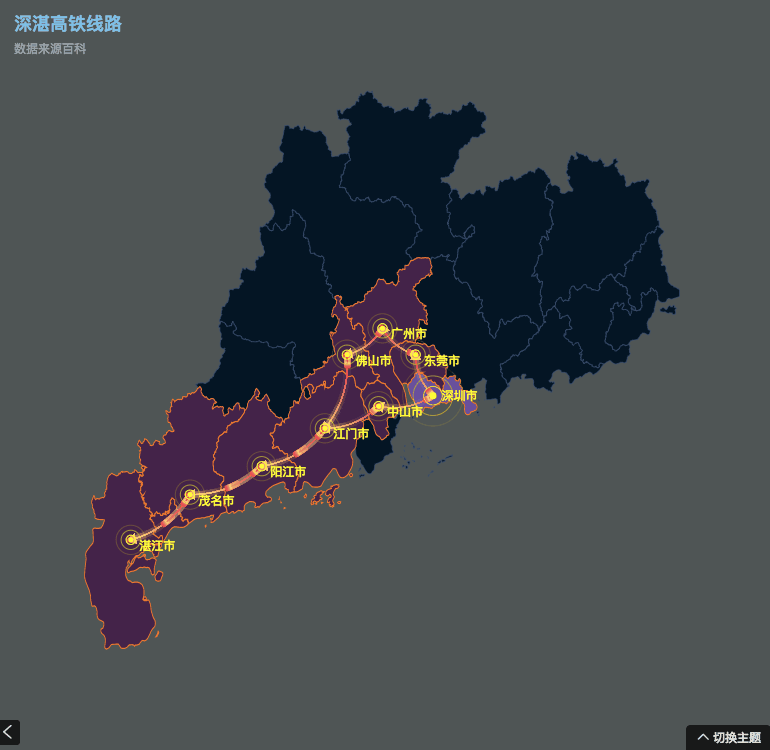 深湛高铁线路
数据来源百科
广州市
佛山市
东莞市
深圳市
中山市
江门市
阳江市
茂名市
湛江市
切换主题